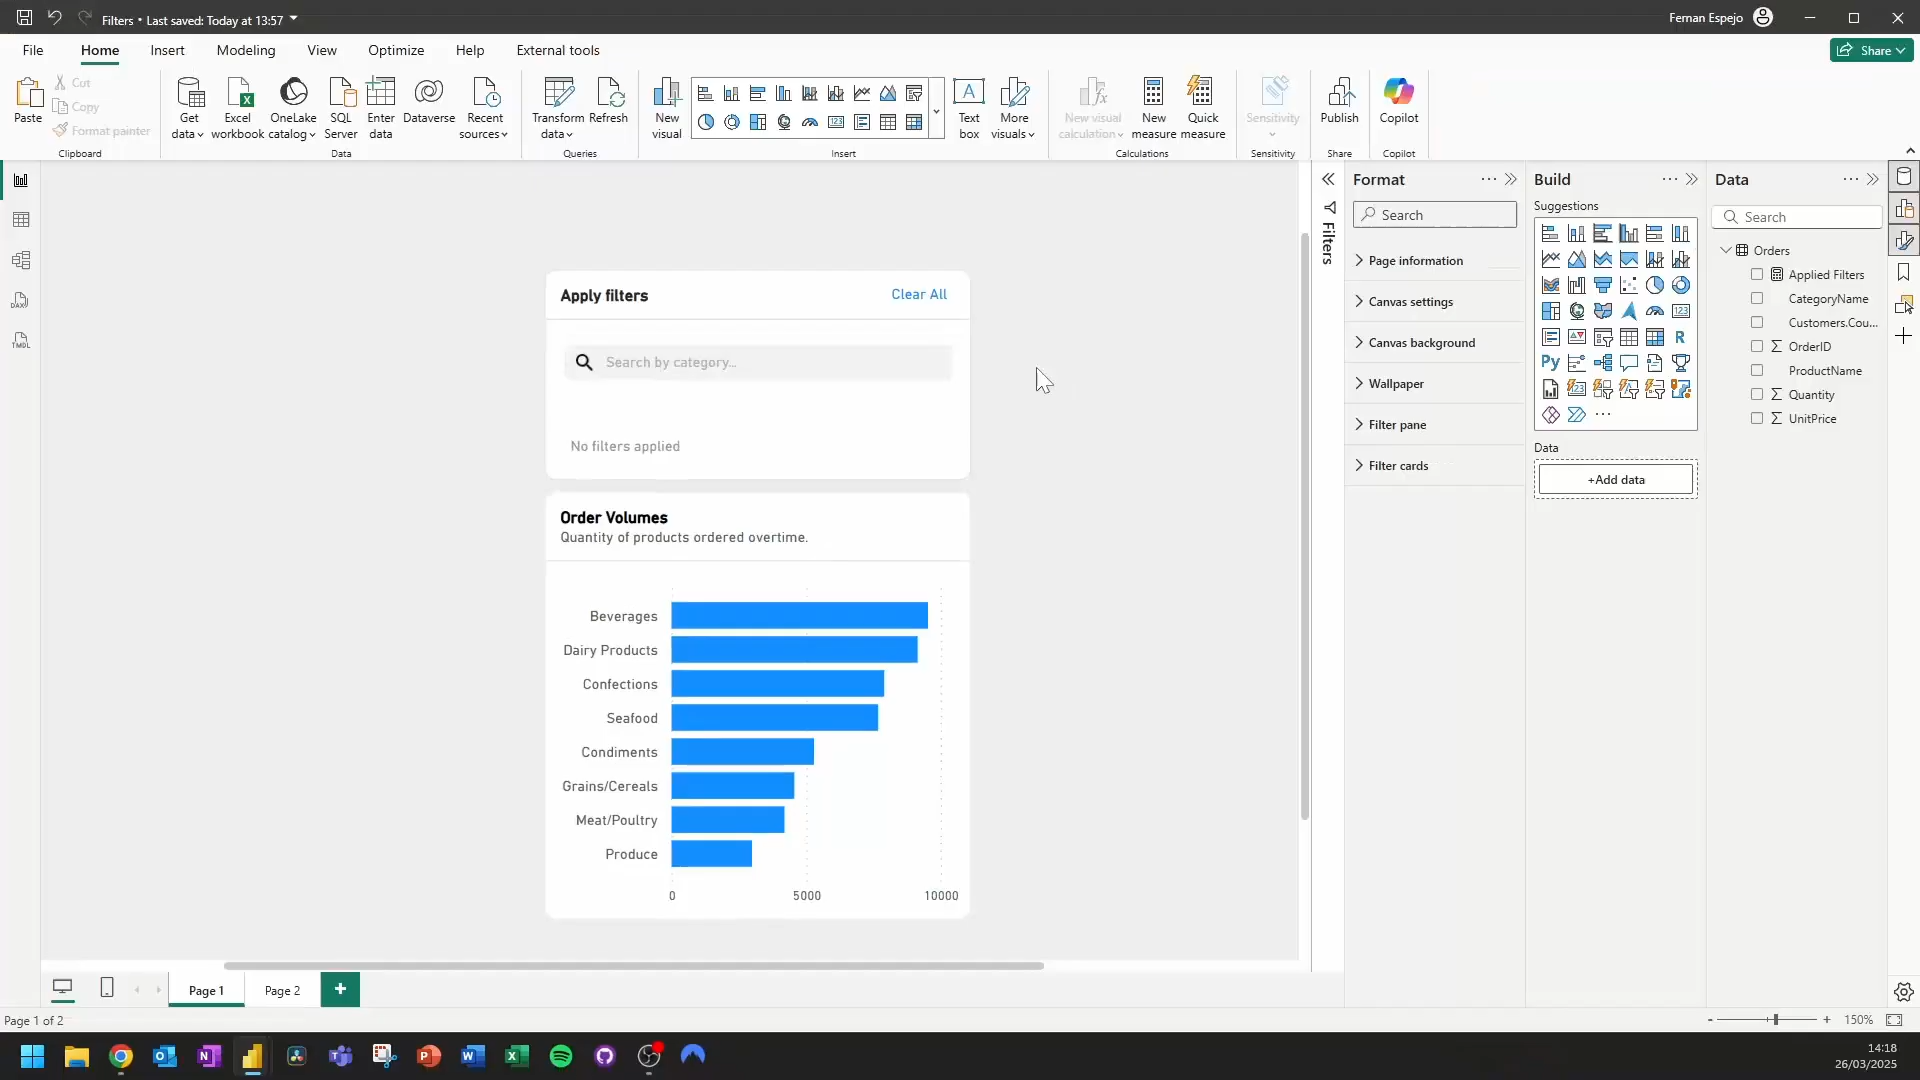 Filters • Last saved: Today at 13:57
Fernan Espejo
File
Home
Insert
Modeling
View
Optimize
Help
External tools
Share
Paste
Cut
Copy
Format painter
Clipboard
Get data
Excel workbook
OneLake catalog
SQL Server
Enter data
Dataverse
Recent sources
Data
Transform data
Refresh
Queries
New visual
Text box
More visuals
Insert
New visual calculation
New measure
Quick measure
Calculations
Sensitivity
Sensitivity
Publish
Share
Copilot
Copilot
Apply filters
Clear All
Search by category...
No filters applied
Order Volumes
Quantity of products ordered overtime.
Beverages
Dairy Products
Confections
Seafood
Condiments
Grains/Cereals
Meat/Poultry
Produce
0
5000
10000
Filters
Format
Search
Page information
Canvas settings
Canvas background
Wallpaper
Filter pane
Filter cards
Build
Suggestions
R
Py
Data
+Add data
Data
Search
Orders
Applied Filters
CategoryName
Customers.Cou...
OrderID
ProductName
Quantity
UnitPrice
Page 1
Page 2
Page 1 of 2
150%
14:18
26/03/2025